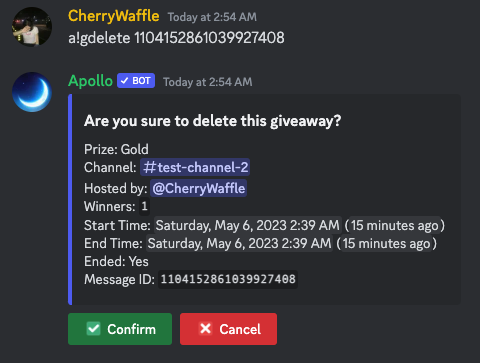 CherryWaffle Today at 2:54 AM
a!gdelete 1104152861039927408
Apollo ✓ BOT Today at 2:54 AM
Are you sure to delete this giveaway?
Prize: Gold
Channel: #test-channel-2
Hosted by: @CherryWaffle
Winners: 1
Start Time: Saturday, May 6, 2023 2:39 AM (15 minutes ago)
End Time: Saturday, May 6, 2023 2:39 AM (15 minutes ago)
Ended: Yes
Message ID: 1104152861039927408
✅ Confirm ❌ Cancel